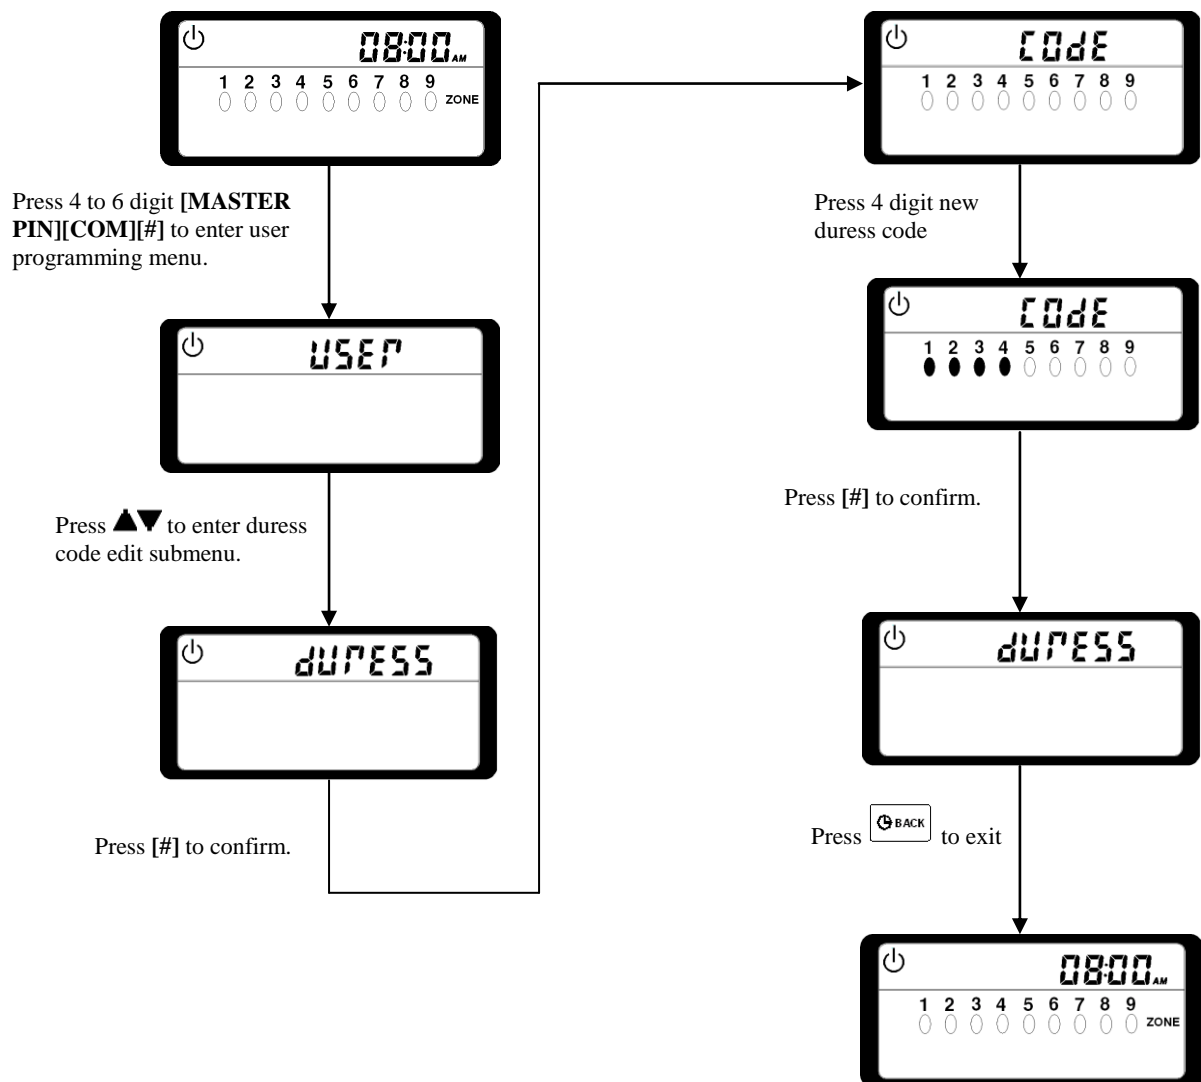 08:00 AM
1 2 3 4 5 6 7 8 9
ZONE
Press 4 to 6 digit [MASTER
PIN][COM][#] to enter user
programming menu.
USEr
Press ▲▼ to enter duress
code edit submenu.
dUrESS
Press [#] to confirm.
COdE
1 2 3 4 5 6 7 8 9
Press 4 digit new
duress code
COdE
1 2 3 4 5 6 7 8 9
Press [#] to confirm.
dUrESS
Press BACK to exit
08:00 AM
1 2 3 4 5 6 7 8 9
ZONE